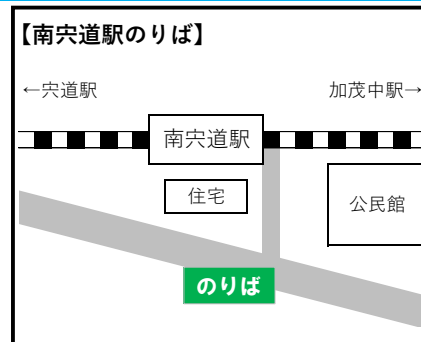 【南宍道駅のりば】
←宍道駅
加茂中駅→
南宍道駅
住宅
公民館
のりば